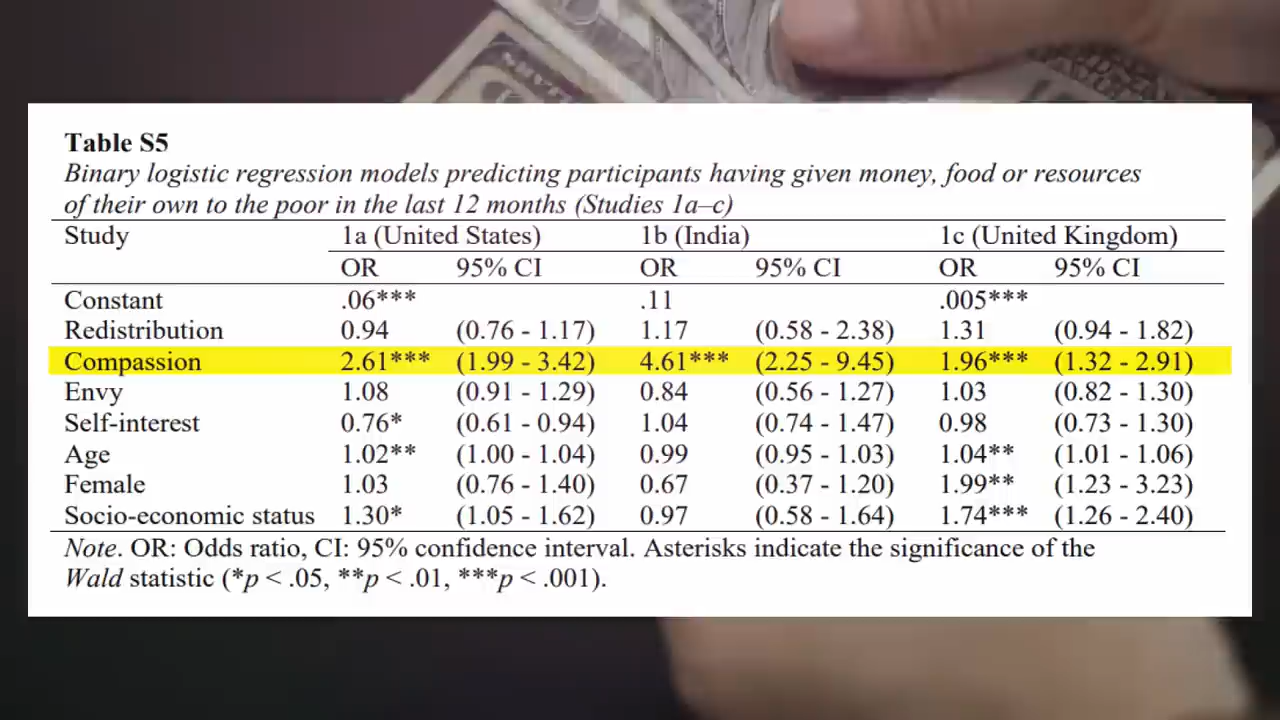 Table S5
Binary logistic regression models predicting participants having given money, food or resources
of their own to the poor in the last 12 months (Studies 1a–c)
Study 1a (United States) 1b (India) 1c (United Kingdom)
OR 95% CI OR 95% CI OR 95% CI
Constant .06*** .11 .005***
Redistribution 0.94 (0.76 - 1.17) 1.17 (0.58 - 2.38) 1.31 (0.94 - 1.82)
Compassion 2.61*** (1.99 - 3.42) 4.61*** (2.25 - 9.45) 1.96*** (1.32 - 2.91)
Envy 1.08 (0.91 - 1.29) 0.84 (0.56 - 1.27) 1.03 (0.82 - 1.30)
Self-interest 0.76* (0.61 - 0.94) 1.04 (0.74 - 1.47) 0.98 (0.73 - 1.30)
Age 1.02** (1.00 - 1.04) 0.99 (0.95 - 1.03) 1.04** (1.01 - 1.06)
Female 1.03 (0.76 - 1.40) 0.67 (0.37 - 1.20) 1.99** (1.23 - 3.23)
Socio-economic status 1.30* (1.05 - 1.62) 0.97 (0.58 - 1.64) 1.74*** (1.26 - 2.40)
Note. OR: Odds ratio, CI: 95% confidence interval. Asterisks indicate the significance of the
Wald statistic (*p < .05, **p < .01, ***p < .001).